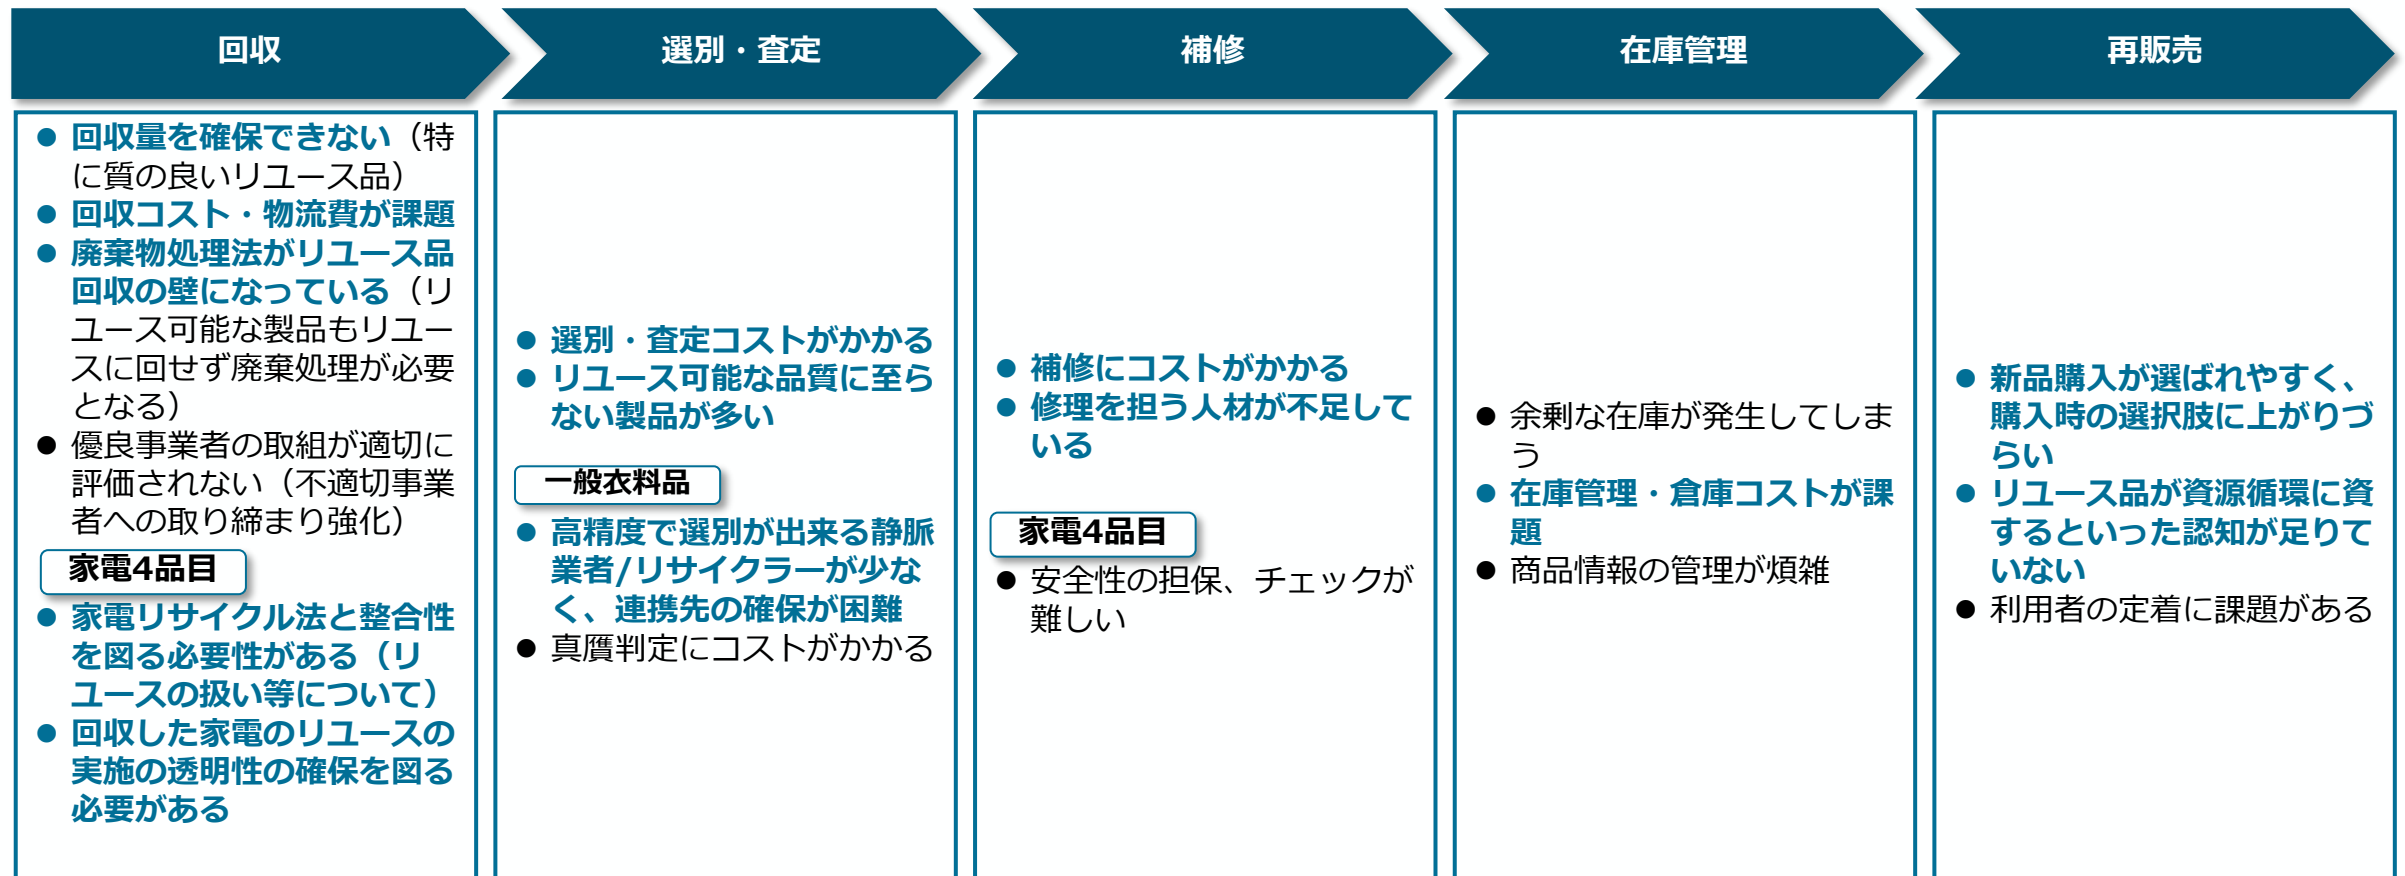 回収
選別・査定
補修
在庫管理
再販売
● 回収量を確保できない（特
に質の良いリユース品）
● 回収コスト・物流費が課題
● 廃棄物処理法がリユース品
回収の壁になっている（リ
ユース可能な製品もリユー
スに回せず廃棄処理が必要
となる）
● 優良事業者の取組が適切に
評価されない（不適切事業
者への取り締まり強化）
家電4品目
● 家電リサイクル法と整合性
を図る必要性がある（リ
ユースの扱い等について）
● 回収した家電のリユースの
実施の透明性の確保を図る
必要がある
● 選別・査定コストがかかる
● リユース可能な品質に至ら
ない製品が多い
一般衣料品
● 高精度で選別が出来る静脈
業者/リサイクラーが少な
く、連携先の確保が困難
● 真贋判定にコストがかかる
● 補修にコストがかかる
● 修理を担う人材が不足して
いる
家電4品目
● 安全性の担保、チェックが
難しい
● 余剰な在庫が発生してしま
う
● 在庫管理・倉庫コストが課
題
● 商品情報の管理が煩雑
● 新品購入が選ばれやすく、
購入時の選択肢に上がりづ
らい
● リユース品が資源循環に資
するといった認知が足りて
いない
● 利用者の定着に課題がある